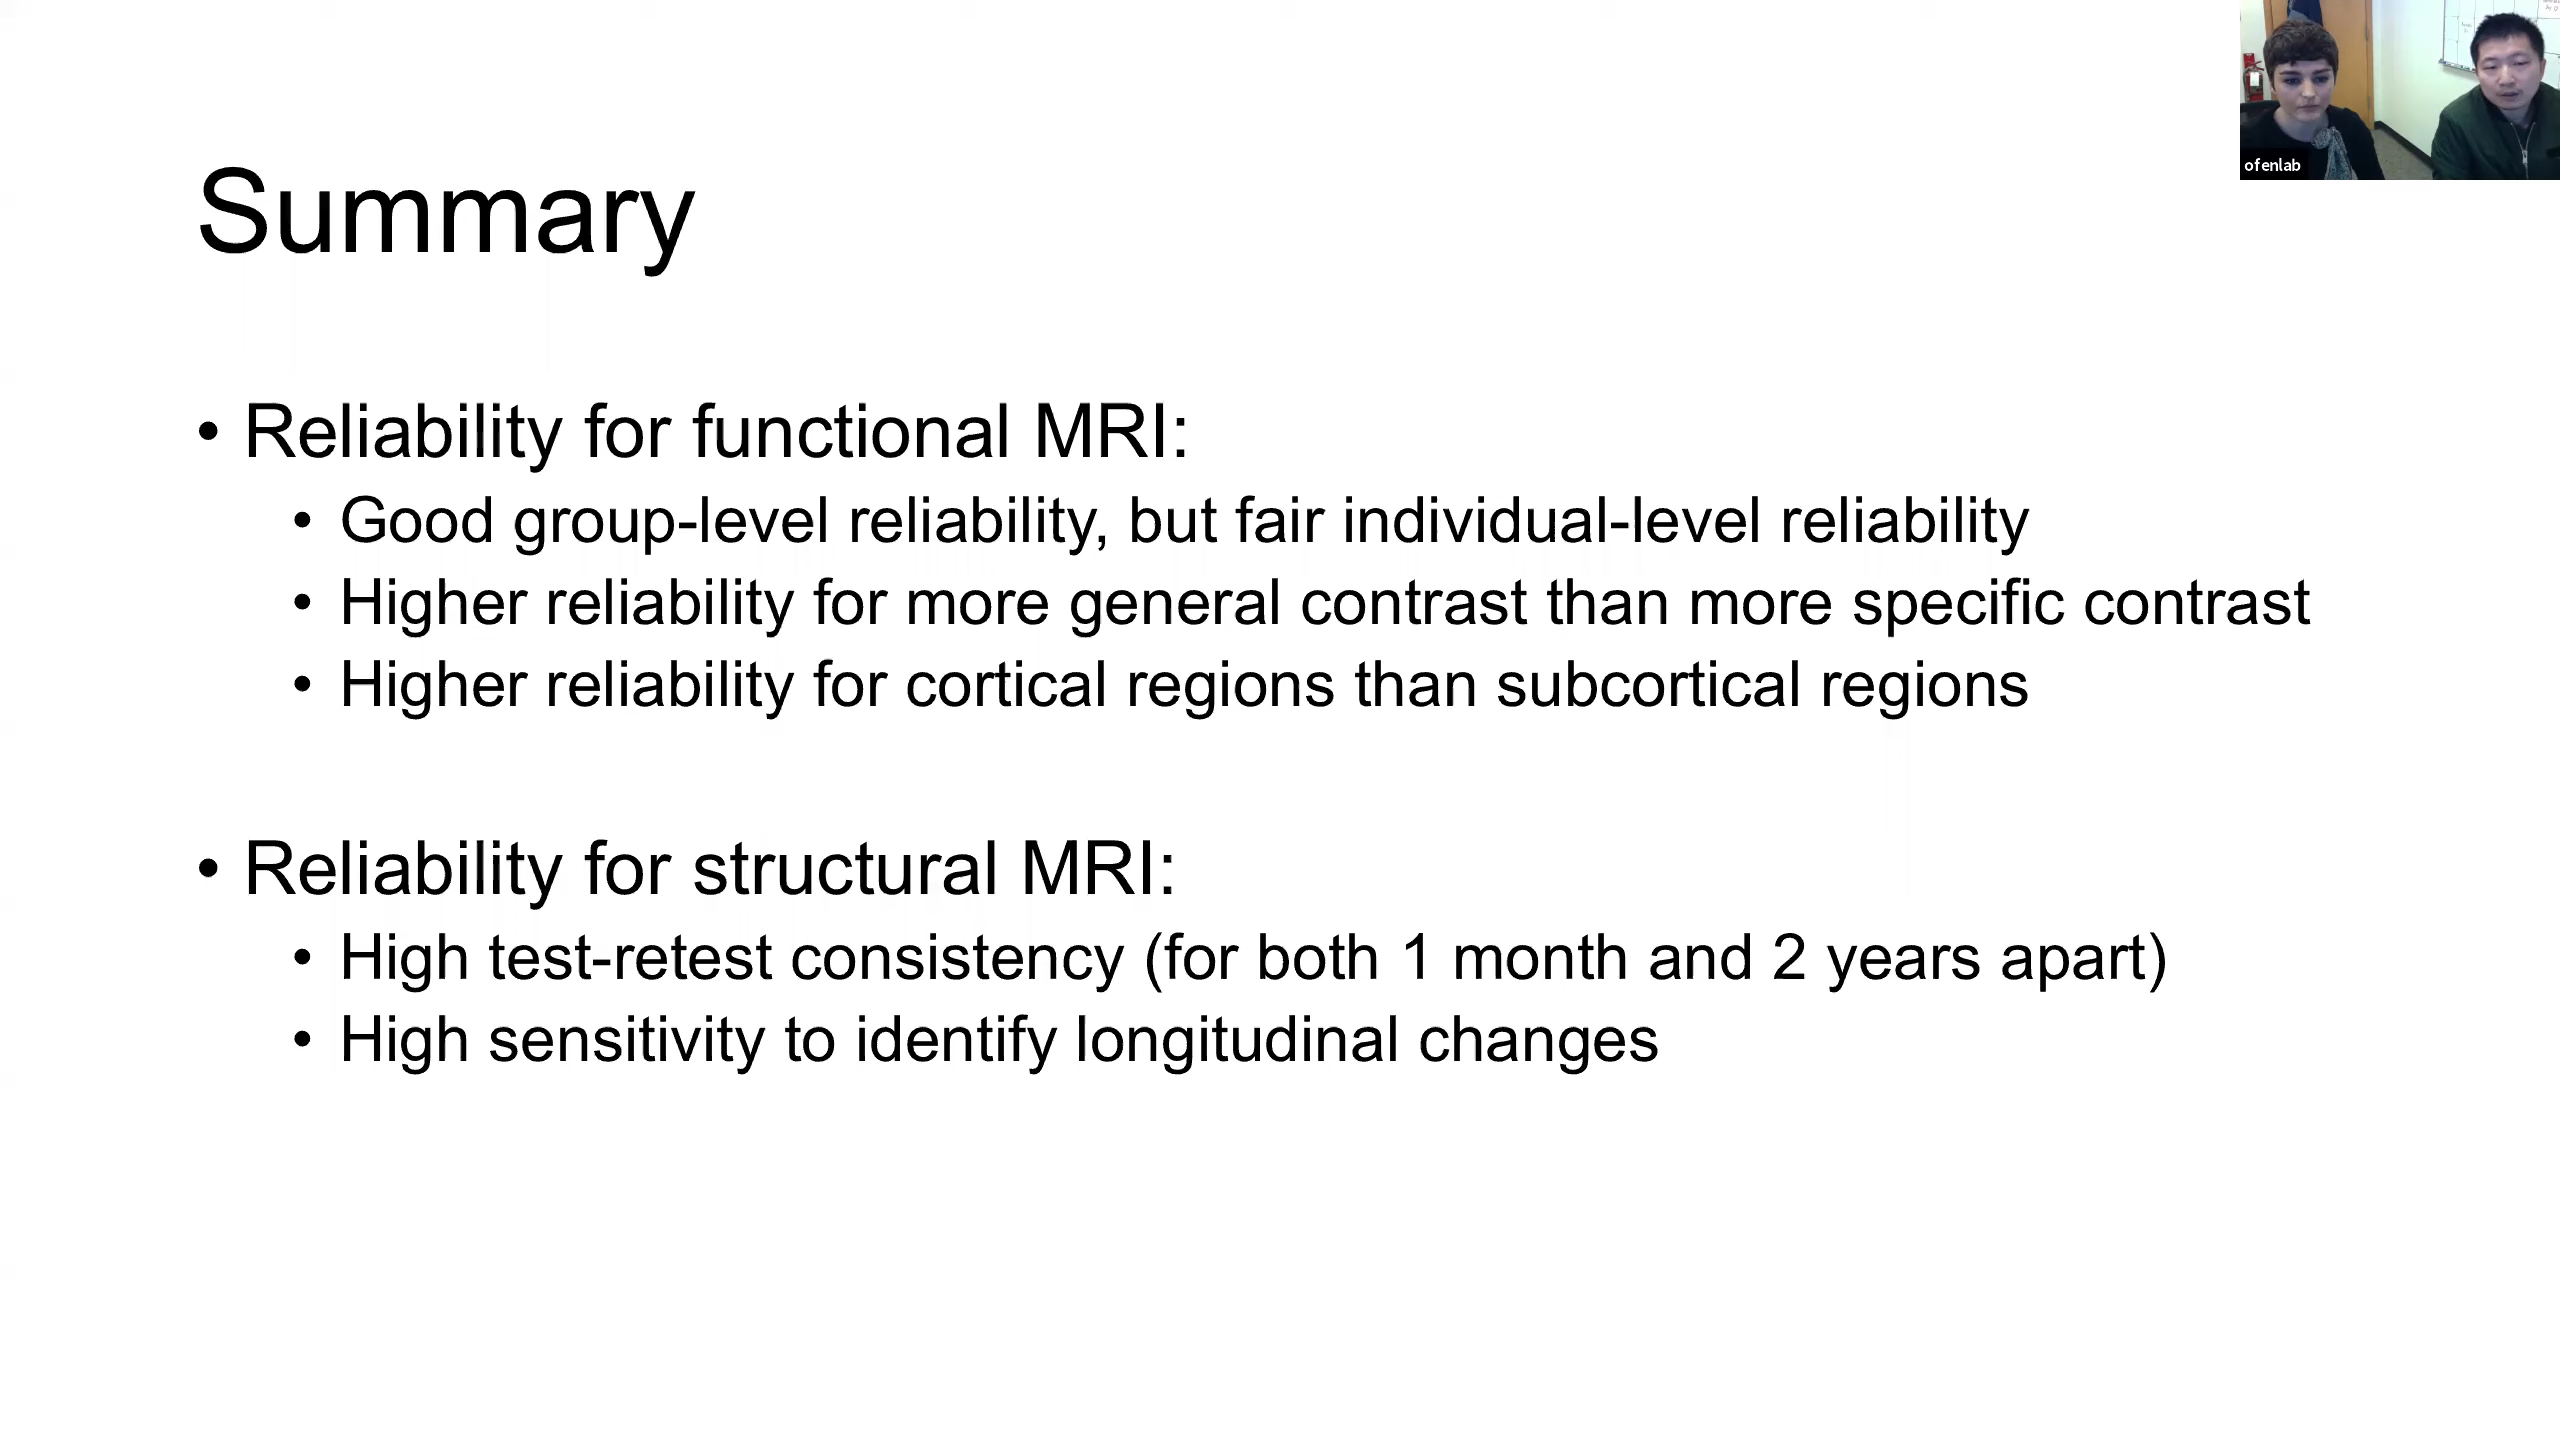 Summary
• Reliability for functional MRI:
• Good group-level reliability, but fair individual-level reliability
• Higher reliability for more general contrast than more specific contrast
• Higher reliability for cortical regions than subcortical regions
• Reliability for structural MRI:
• High test-retest consistency (for both 1 month and 2 years apart)
• High sensitivity to identify longitudinal changes
ofenlab